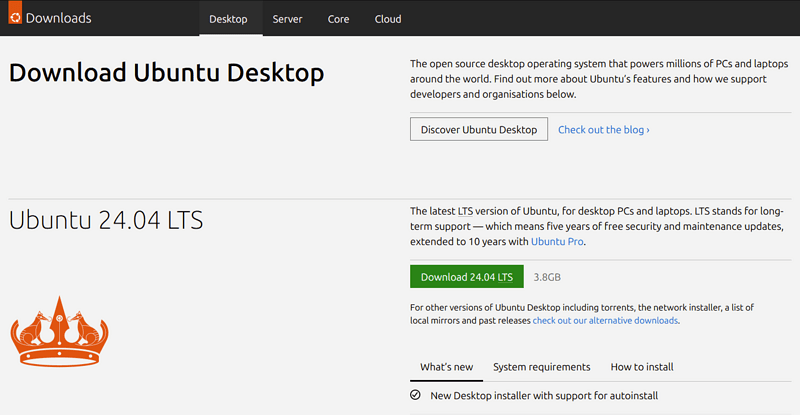 Downloads
Desktop
Server
Core
Cloud
Download Ubuntu Desktop
The open source desktop operating system that powers millions of PCs and laptops
around the world. Find out more about Ubuntu's features and how we support
developers and organisations below.
Discover Ubuntu Desktop
Check out the blog ›
Ubuntu 24.04 LTS
The latest LTS version of Ubuntu, for desktop PCs and laptops. LTS stands for long-
term support — which means five years of free security and maintenance updates,
extended to 10 years with Ubuntu Pro.
Download 24.04 LTS
3.8GB
For other versions of Ubuntu Desktop including torrents, the network installer, a list of
local mirrors and past releases check out our alternative downloads.
What's new
System requirements
How to install
New Desktop installer with support for autoinstall